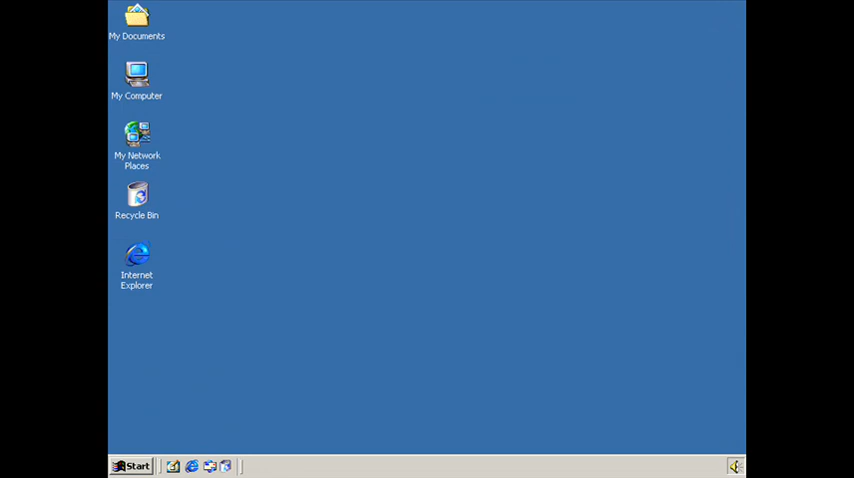 My Documents
My Computer
My Network
Places
Recycle Bin
Internet
Explorer
Start